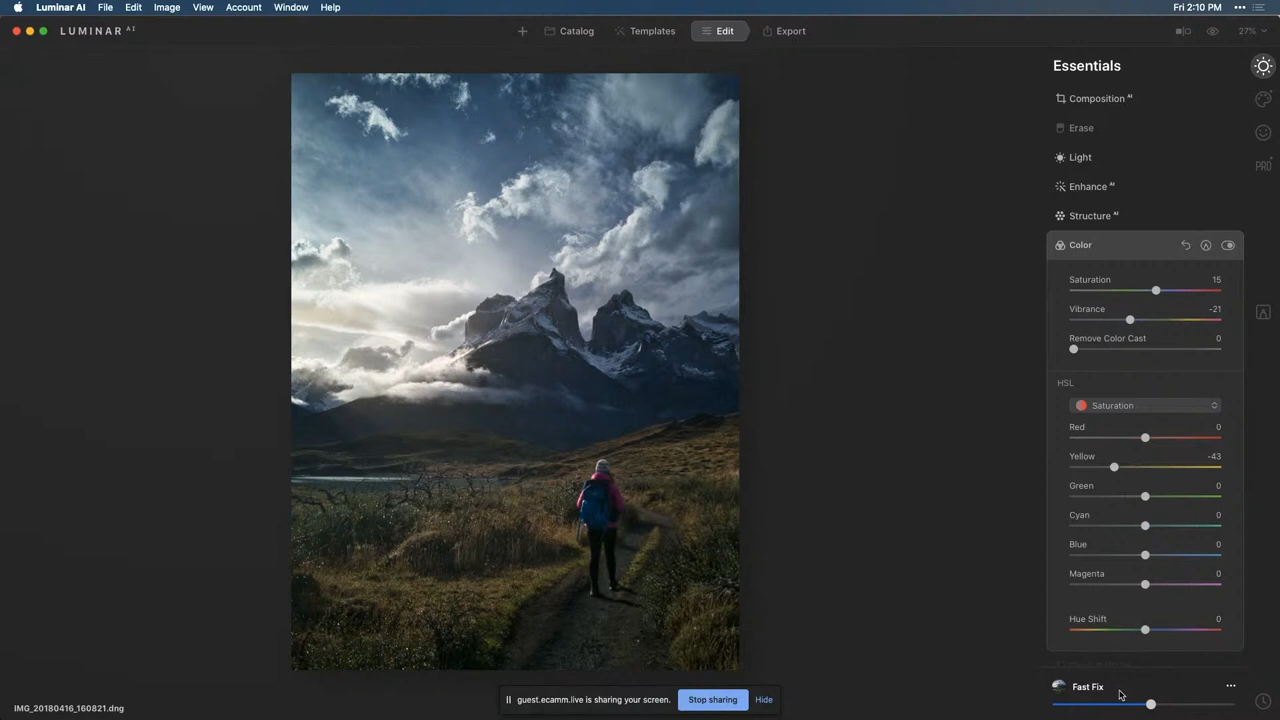 Luminar AI File Edit Image View Account Window Help
Fri 2:10 PM
LUMINAR AI
Catalog
Templates
Edit
Export
27%
Essentials
Composition AI
Erase
Light
Enhance AI
Structure AI
Color
Saturation 15
Vibrance -21
Remove Color Cast 0
HSL
Saturation
Red 0
Yellow -43
Green 0
Cyan 0
Blue 0
Magenta 0
Hue Shift 0
PRO
Fast Fix
guest.ecamm.live is sharing your screen.
Stop sharing
Hide
IMG_20180416_160821.dng